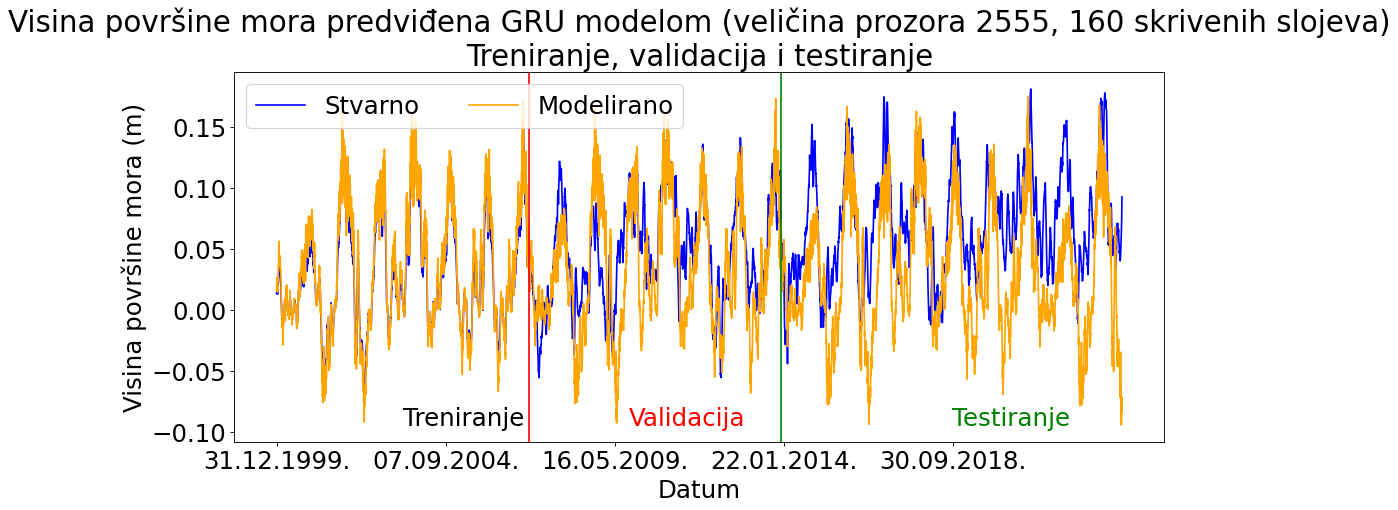 Visina površine mora predviđena GRU modelom (veličina prozora 2555, 160 skrivenih slojeva)
Treniranje, validacija i testiranje
Stvarno
Modelirano
Visina površine mora (m)
0.15
0.10
0.05
0.00
−0.05
−0.10
Treniranje
Validacija
Testiranje
31.12.1999.
07.09.2004.
16.05.2009.
22.01.2014.
30.09.2018.
Datum